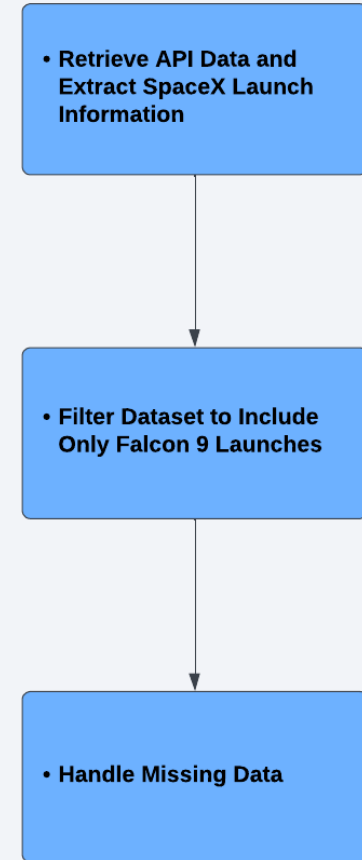 • Retrieve API Data and
Extract SpaceX Launch
Information
• Filter Dataset to Include
Only Falcon 9 Launches
• Handle Missing Data